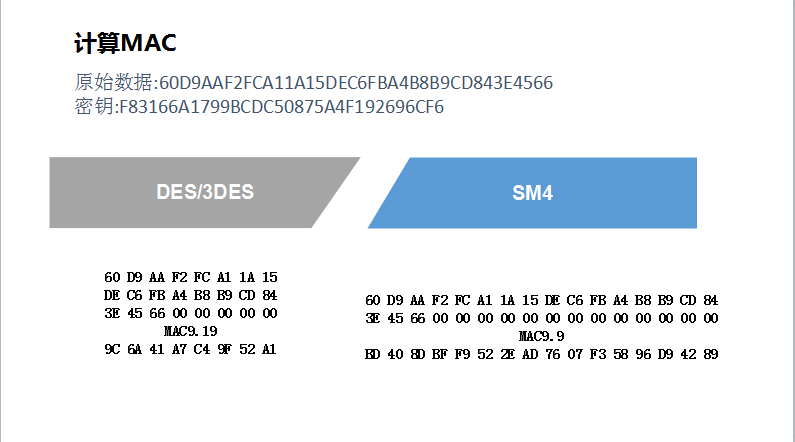 计算MAC
原始数据:60D9AAF2FCA11A15DEC6FBA4B8B9CD843E4566
密钥:F83166A1799BCDC50875A4F192696CF6
DES/3DES
SM4
60 D9 AA F2 FC A1 1A 15
DE C6 FB A4 B8 B9 CD 84
3E 45 66 00 00 00 00 00
MAC9.19
9C 6A 41 A7 C4 9F 52 A1
60 D9 AA F2 FC A1 1A 15 DE C6 FB A4 B8 B9 CD 84
3E 45 66 00 00 00 00 00 00 00 00 00 00 00 00 00
MAC9.9
BD 40 8D BF F9 52 2E AD 76 07 F3 58 96 D9 42 89